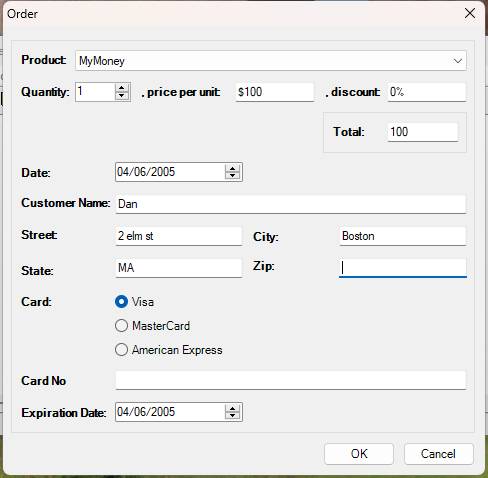 Order
Product: MyMoney
Quantity: 1 , price per unit: $100 , discount: 0%
Total: 100
Date: 04/06/2005
Customer Name: Dan
Street: 2 elm st City: Boston
State: MA Zip:
Card: Visa
MasterCard
American Express
Card No
Expiration Date: 04/06/2005
OK Cancel